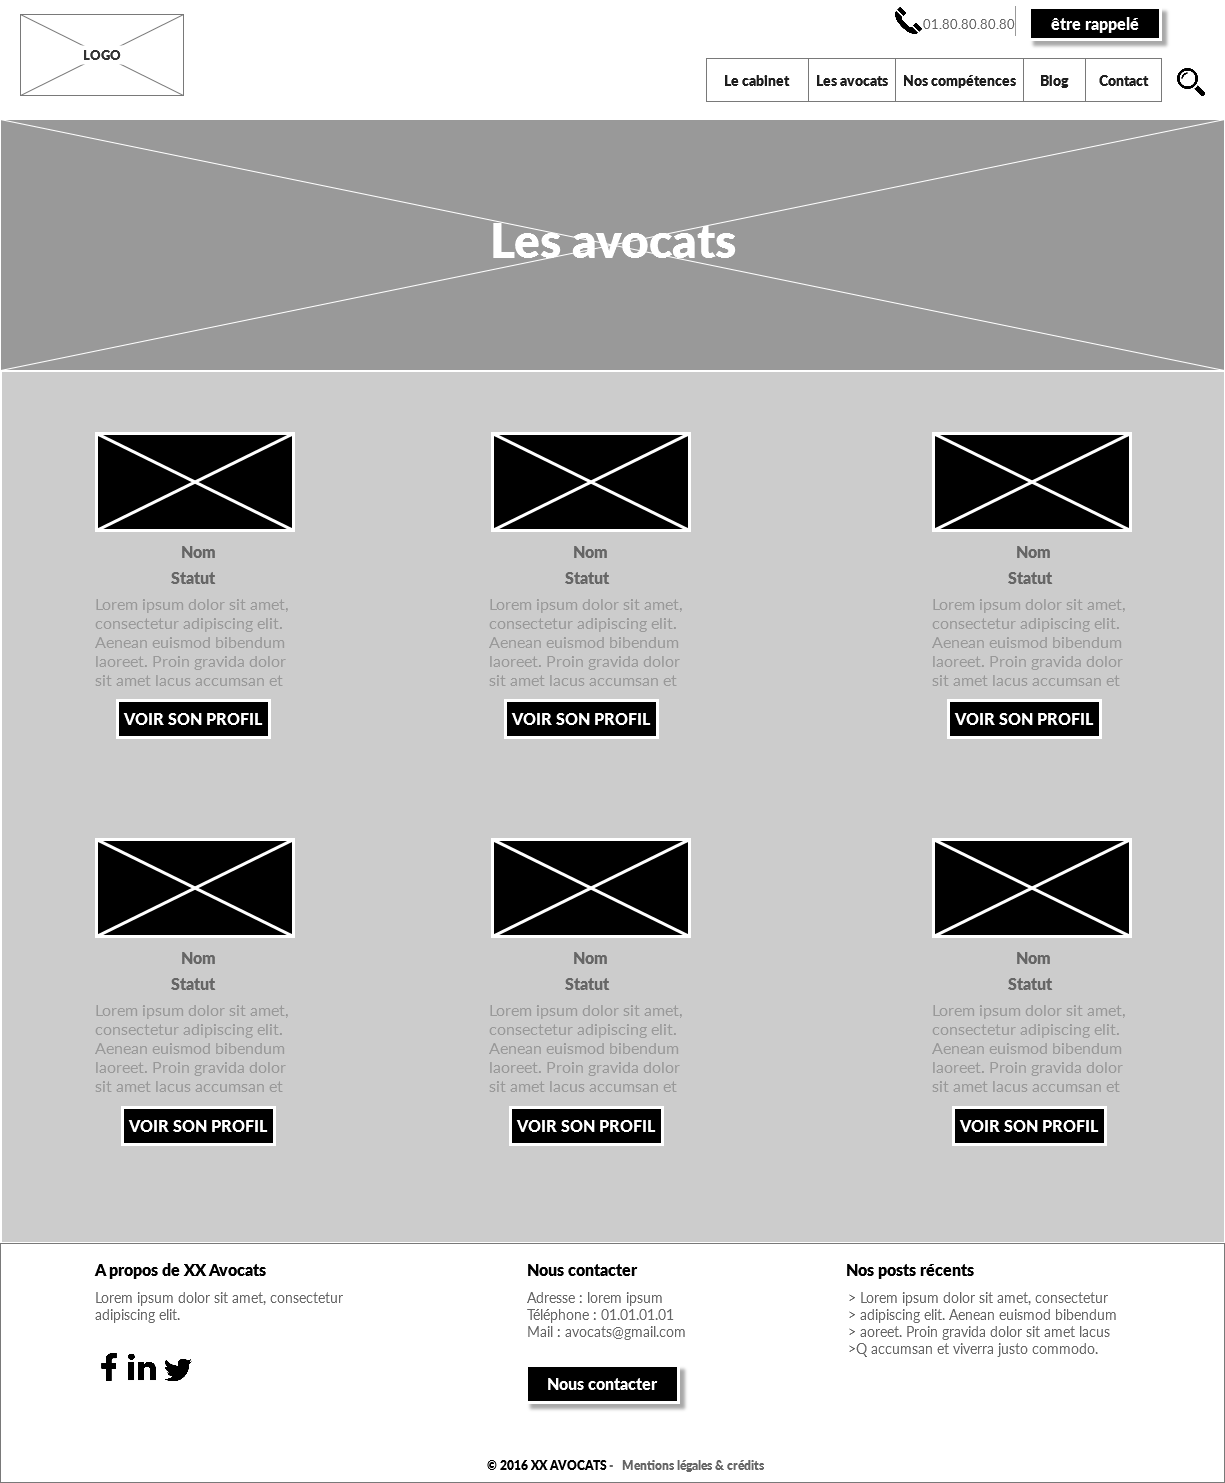 LOGO
01.80.80.80.80
être rappelé
Le cabinet
Les avocats
Nos compétences
Blog
Contact
Les avocats
Nom
Statut
Lorem ipsum dolor sit amet,
consectetur adipiscing elit.
Aenean euismod bibendum
laoreet. Proin gravida dolor
sit amet lacus accumsan et
VOIR SON PROFIL
Nom
Statut
Lorem ipsum dolor sit amet,
consectetur adipiscing elit.
Aenean euismod bibendum
laoreet. Proin gravida dolor
sit amet lacus accumsan et
VOIR SON PROFIL
Nom
Statut
Lorem ipsum dolor sit amet,
consectetur adipiscing elit.
Aenean euismod bibendum
laoreet. Proin gravida dolor
sit amet lacus accumsan et
VOIR SON PROFIL
Nom
Statut
Lorem ipsum dolor sit amet,
consectetur adipiscing elit.
Aenean euismod bibendum
laoreet. Proin gravida dolor
sit amet lacus accumsan et
VOIR SON PROFIL
Nom
Statut
Lorem ipsum dolor sit amet,
consectetur adipiscing elit.
Aenean euismod bibendum
laoreet. Proin gravida dolor
sit amet lacus accumsan et
VOIR SON PROFIL
Nom
Statut
Lorem ipsum dolor sit amet,
consectetur adipiscing elit.
Aenean euismod bibendum
laoreet. Proin gravida dolor
sit amet lacus accumsan et
VOIR SON PROFIL
A propos de XX Avocats
Lorem ipsum dolor sit amet, consectetur
adipiscing elit.
Nous contacter
Adresse : lorem ipsum
Téléphone : 01.01.01.01
Mail : avocats@gmail.com
Nous contacter
Nos posts récents
> Lorem ipsum dolor sit amet, consectetur
> adipiscing elit. Aenean euismod bibendum
> aoreet. Proin gravida dolor sit amet lacus
>Q accumsan et viverra justo commodo.
© 2016 XX AVOCATS - Mentions légales & crédits